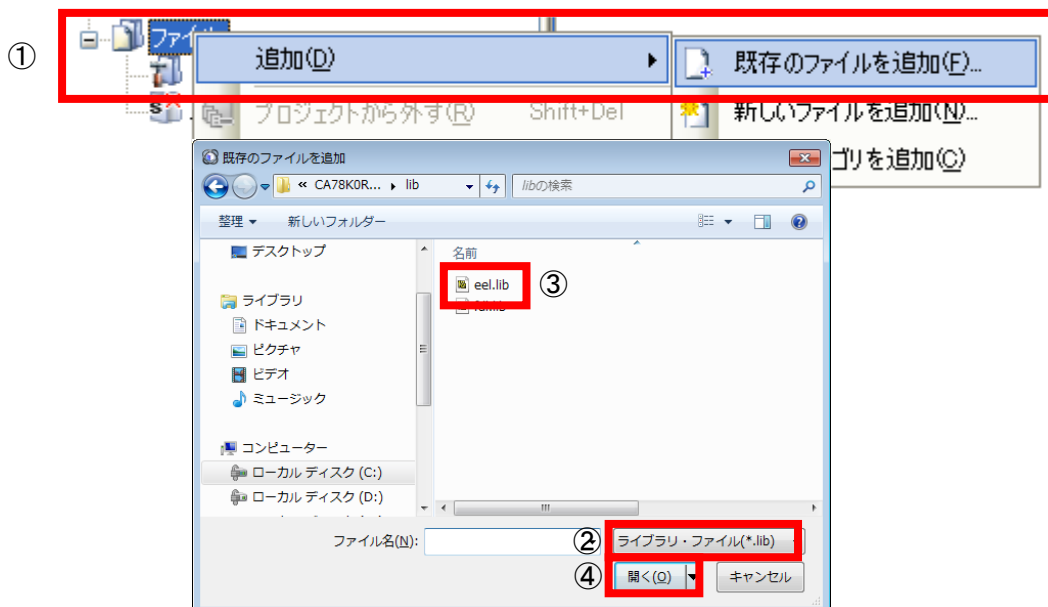 ①
ファイル
追加(D)
既存のファイルを追加(F)...
プロジェクトから外す(R) Shift+Del
新しいファイルを追加(N)...
ゴリを追加(C)
既存のファイルを追加
« CA78K0R... ▸ lib
libの検索
整理 新しいフォルダー
デスクトップ
ライブラリ
ドキュメント
ピクチャ
ビデオ
ミュージック
コンピューター
ローカル ディスク (C:)
ローカル ディスク (D:)
名前
eel.lib
③
ファイル名(N):
②
ライブラリ・ファイル(*.lib)
④
開く(O)
キャンセル